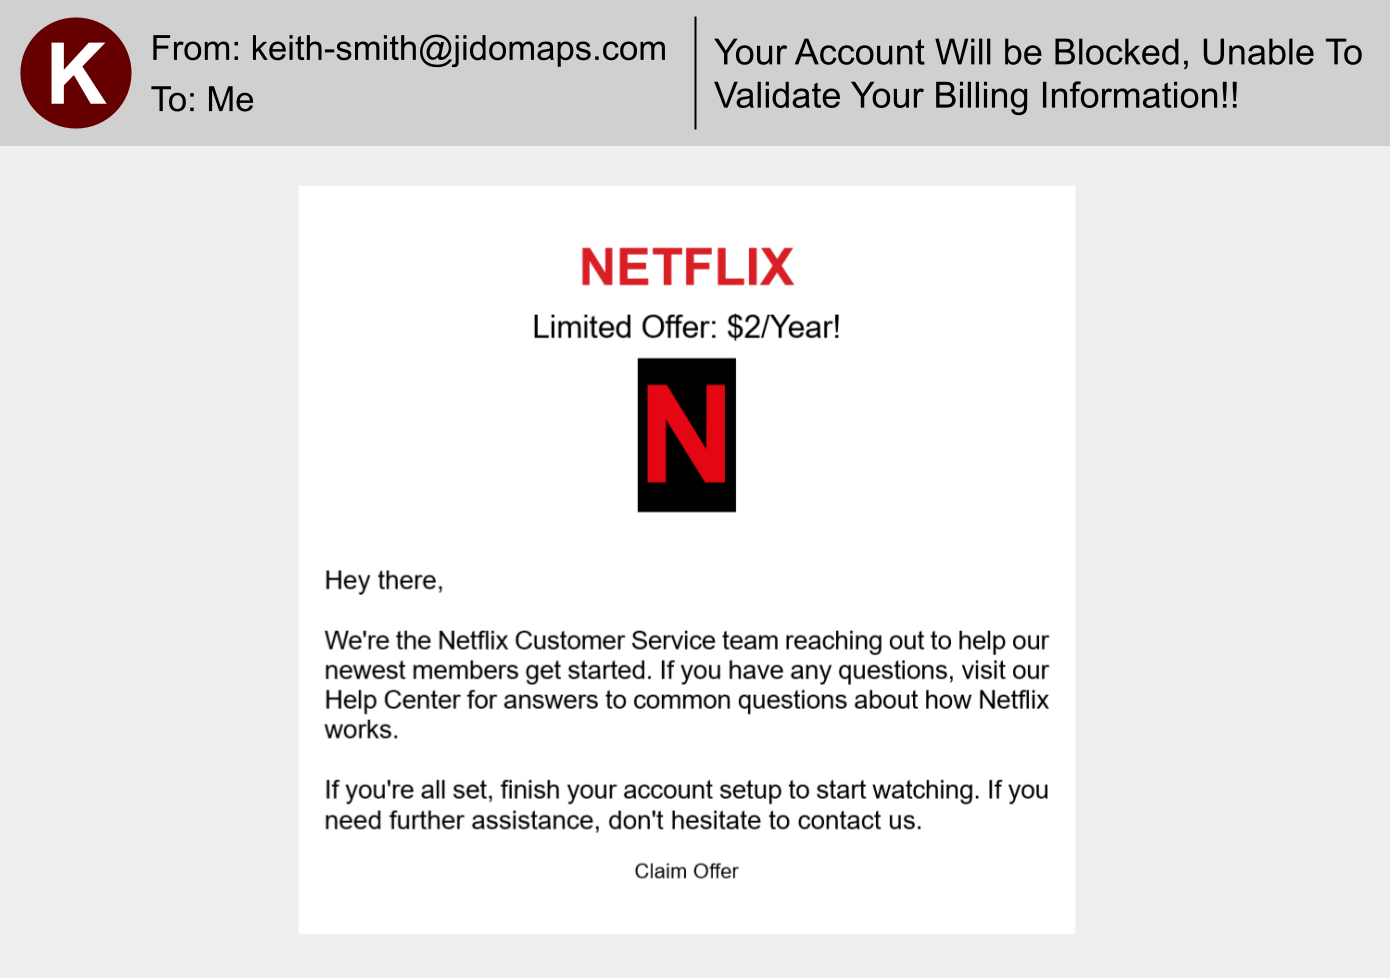 K
From: keith-smith@jidomaps.com
To: Me
Your Account Will be Blocked, Unable To
Validate Your Billing Information!!
NETFLIX
Limited Offer: $2/Year!
N
Hey there,
We're the Netflix Customer Service team reaching out to help our
newest members get started. If you have any questions, visit our
Help Center for answers to common questions about how Netflix
works.
If you're all set, finish your account setup to start watching. If you
need further assistance, don't hesitate to contact us.
Claim Offer